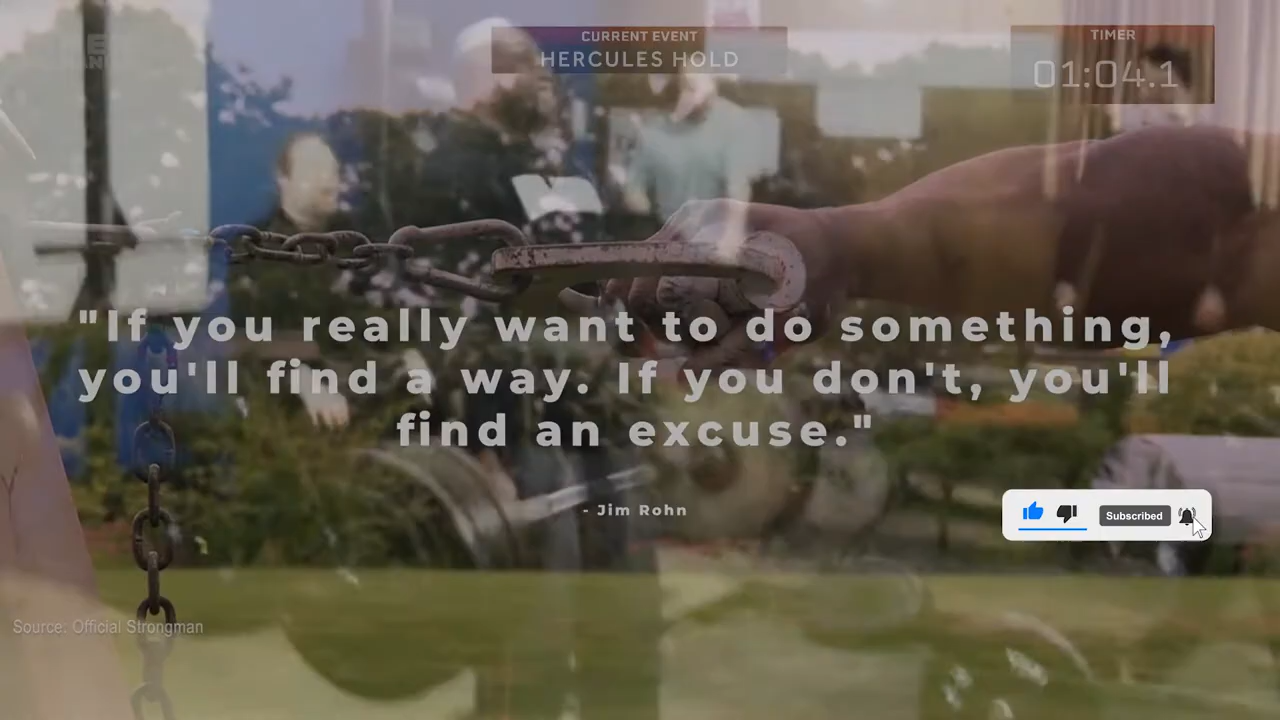 CURRENT EVENT
HERCULES HOLD
TIMER
01:04.1
"If you really want to do something,
you'll find a way. If you don't, you'll
find an excuse."
- Jim Rohn
Subscribed
Source: Official Strongman